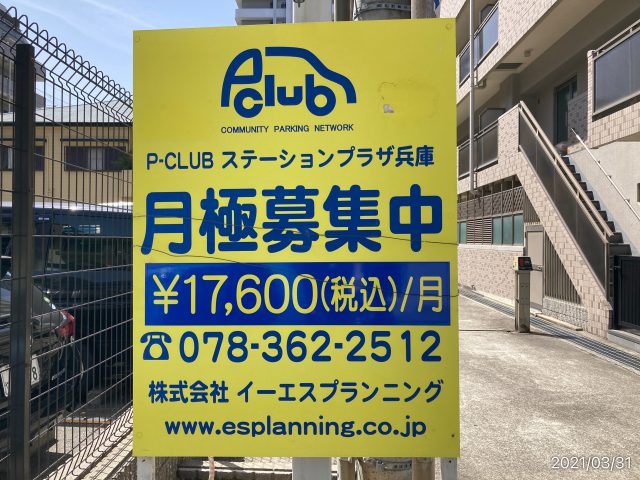 P-club
COMMUNITY PARKING NETWORK
P-CLUB ステーションプラザ兵庫
月極募集中
¥17,600(税込)/月
☎078-362-2512
株式会社 イーエスプランニング
www.esplanning.co.jp
8
2021/03/31